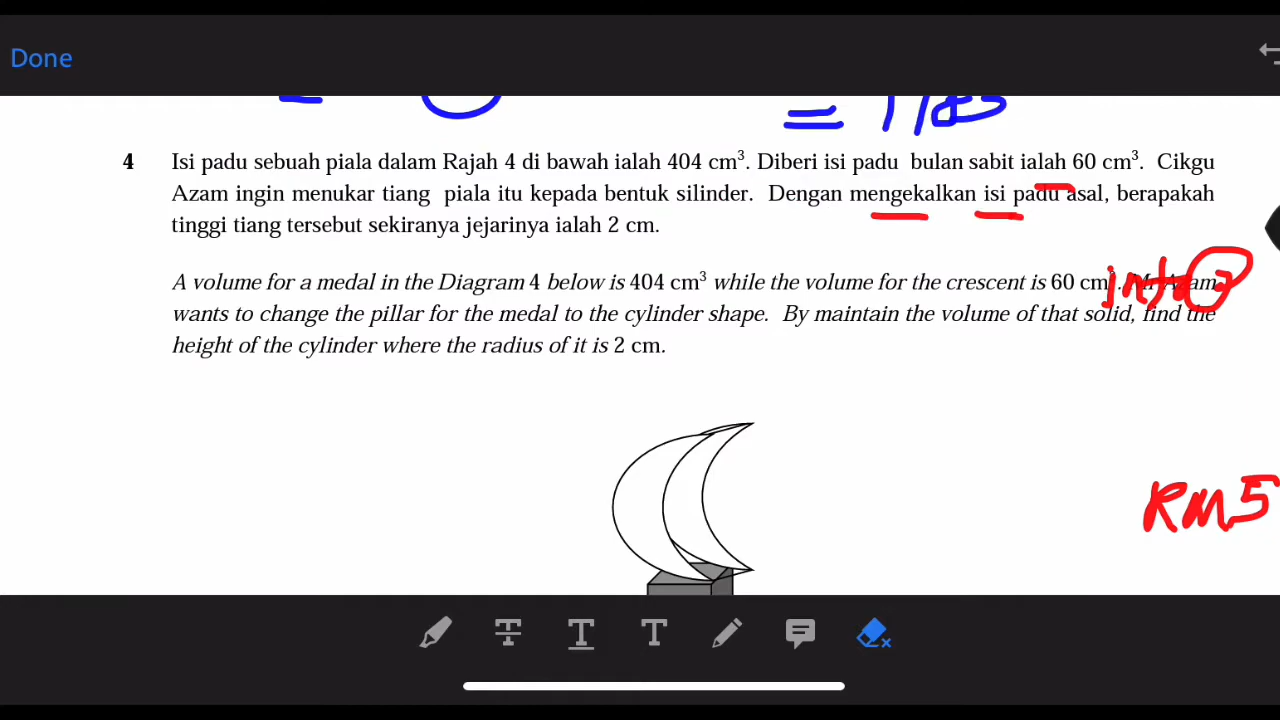 Done
= 1785
4 Isi padu sebuah piala dalam Rajah 4 di bawah ialah 404 cm³. Diberi isi padu bulan sabit ialah 60 cm³. Cikgu
Azam ingin menukar tiang piala itu kepada bentuk silinder. Dengan mengekalkan isi padu asal, berapakah
tinggi tiang tersebut sekiranya jejarinya ialah 2 cm.
A volume for a medal in the Diagram 4 below is 404 cm³ while the volume for the crescent is 60 cm³. Mr Azam
wants to change the pillar for the medal to the cylinder shape. By maintain the volume of that solid, find the
height of the cylinder where the radius of it is 2 cm.
RM5